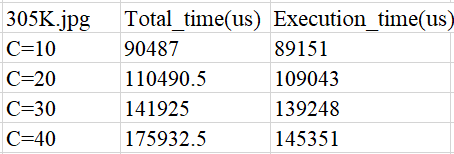 305K.jpg Total_time(us) Execution_time(us)
C=10 90487 89151
C=20 110490.5 109043
C=30 141925 139248
C=40 175932.5 145351